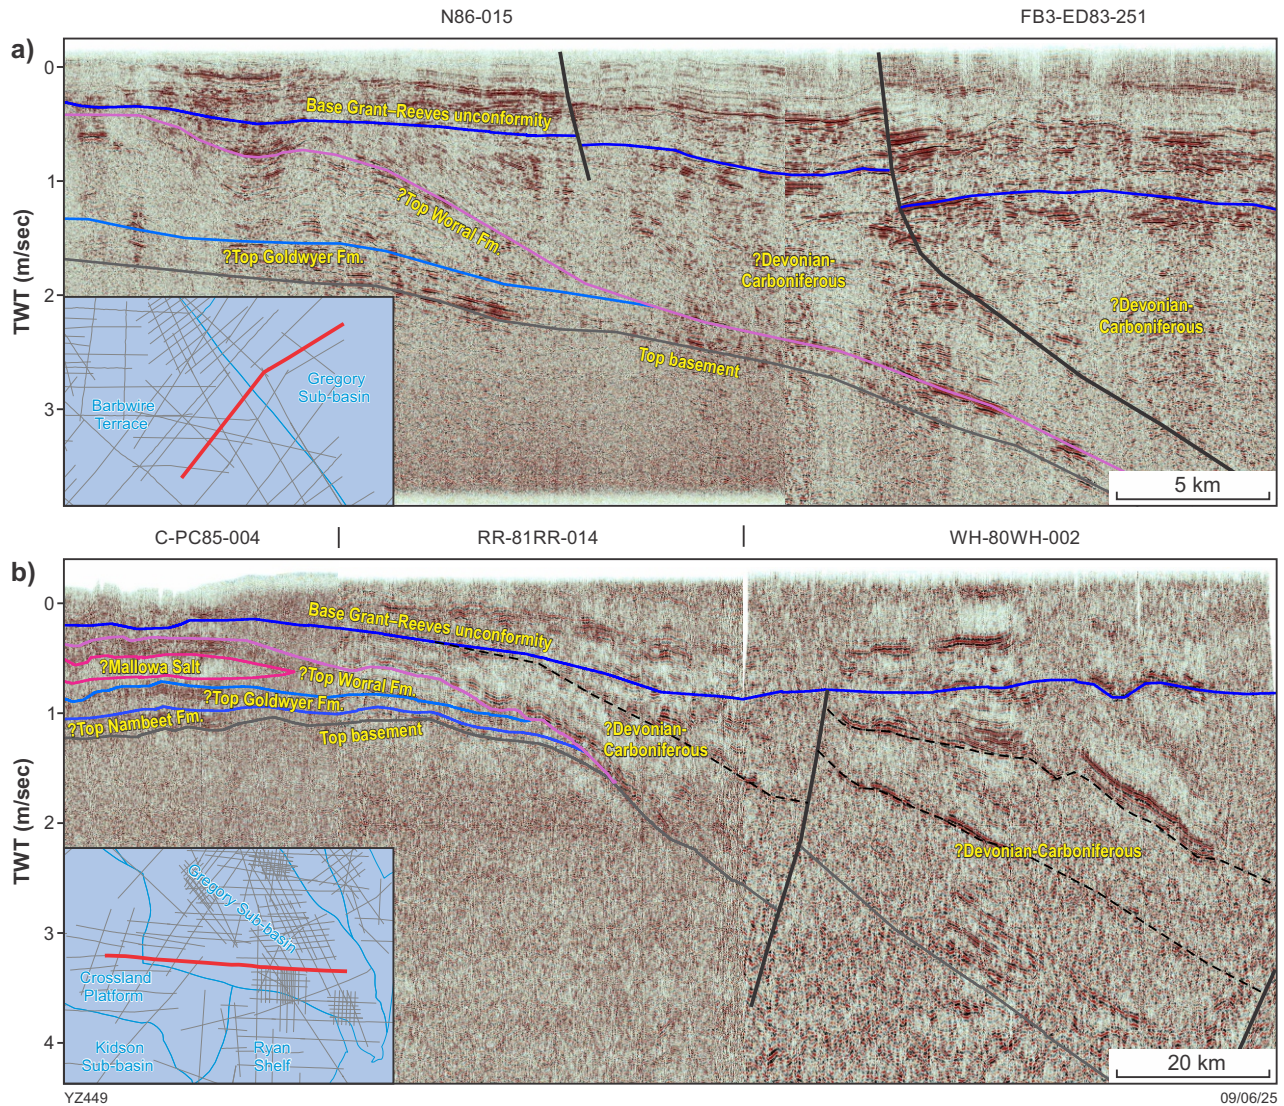 N86-015
FB3-ED83-251
a)
0
1
2
3
TWT (m/sec)
Base Grant–Reeves unconformity
?Top Worral Fm.
?Top Goldwyer Fm.
?Devonian-
Carboniferous
?Devonian-
Carboniferous
Top basement
Barbwire
Terrace
Gregory
Sub-basin
5 km
C-PC85-004
RR-81RR-014
WH-80WH-002
b)
0
1
2
3
4
TWT (m/sec)
Base Grant–Reeves unconformity
?Mallowa Salt
?Top Worral Fm.
?Top Goldwyer Fm.
?Top Nambeet Fm.
Top basement
?Devonian-
Carboniferous
?Devonian-Carboniferous
Gregory Sub-basin
Crossland
Platform
Kidson
Sub-basin
Ryan
Shelf
20 km
YZ449
09/06/25